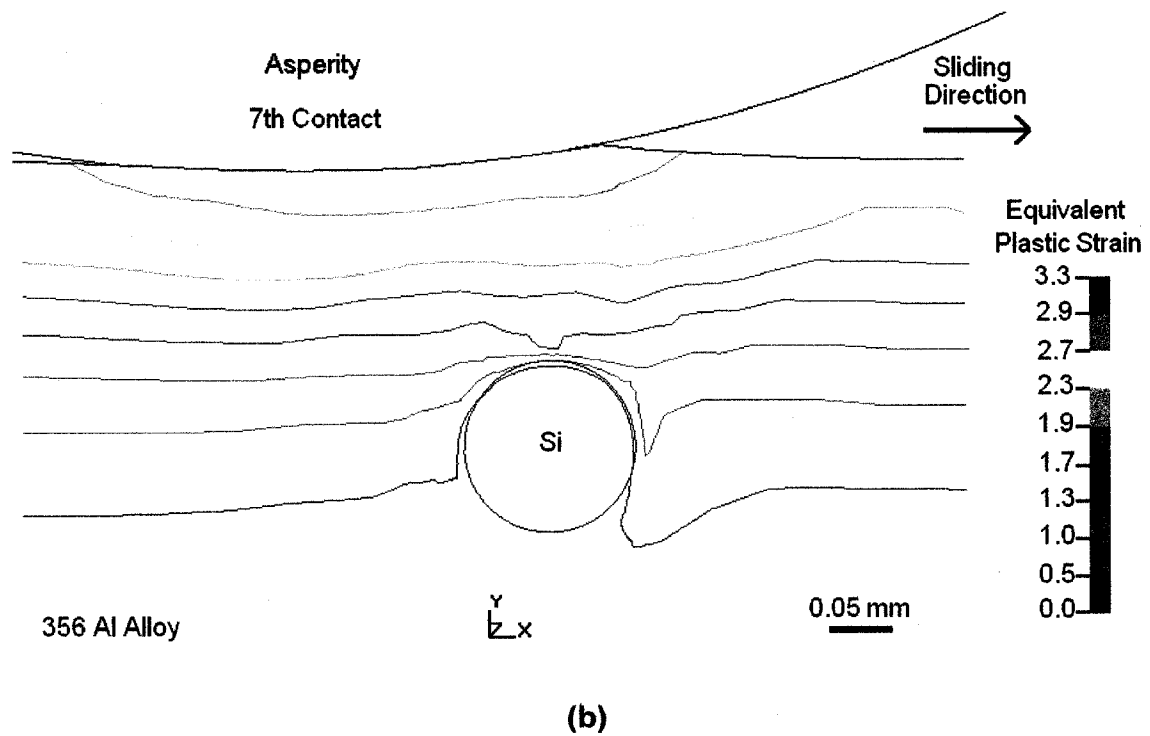 Asperity
7th Contact
Sliding
Direction
Equivalent
Plastic Strain
3.3
2.9
2.7
2.3
1.9
1.7
1.3
1.0
0.5
0.0
Si
356 Al Alloy
Y
Z X
0.05 mm
(b)